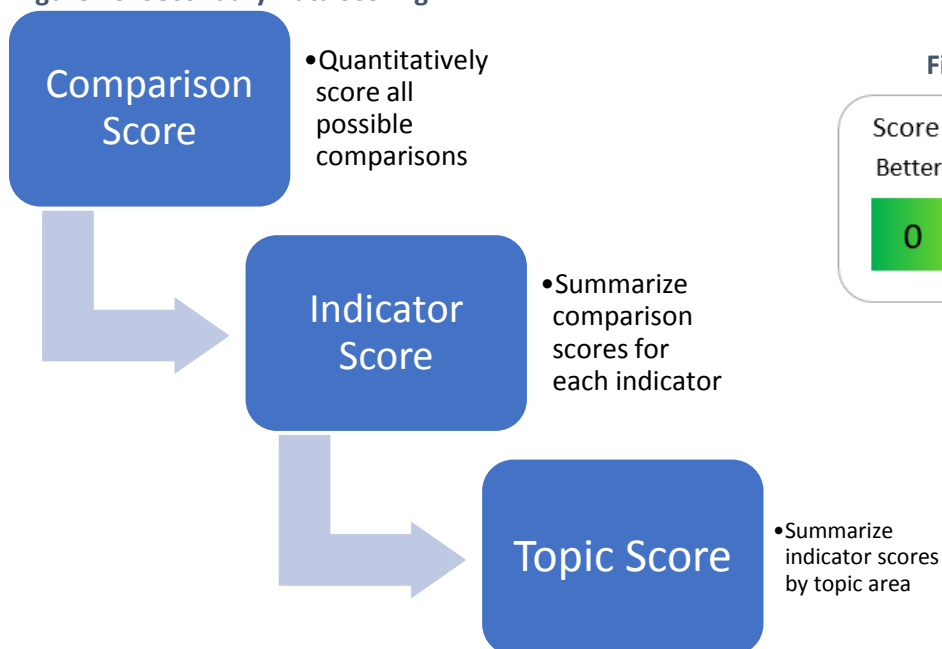 Comparison
Score
•Quantitatively
score all
possible
comparisons
Fi
Score
Better
0
Indicator
Score
•Summarize
comparison
scores for
each indicator
Topic Score
•Summarize
indicator scores
by topic area